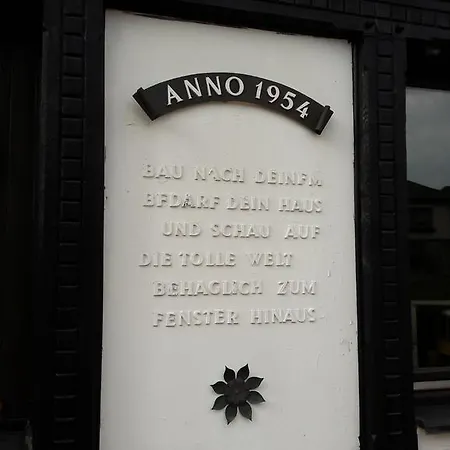 ANNO 1954
BAU NACH DEINEM
BEDARF DEIN HAUS
UND SCHAU AUF
DIE TOLLE WELT
BEHAGLICH ZUM
FENSTER HINAUS